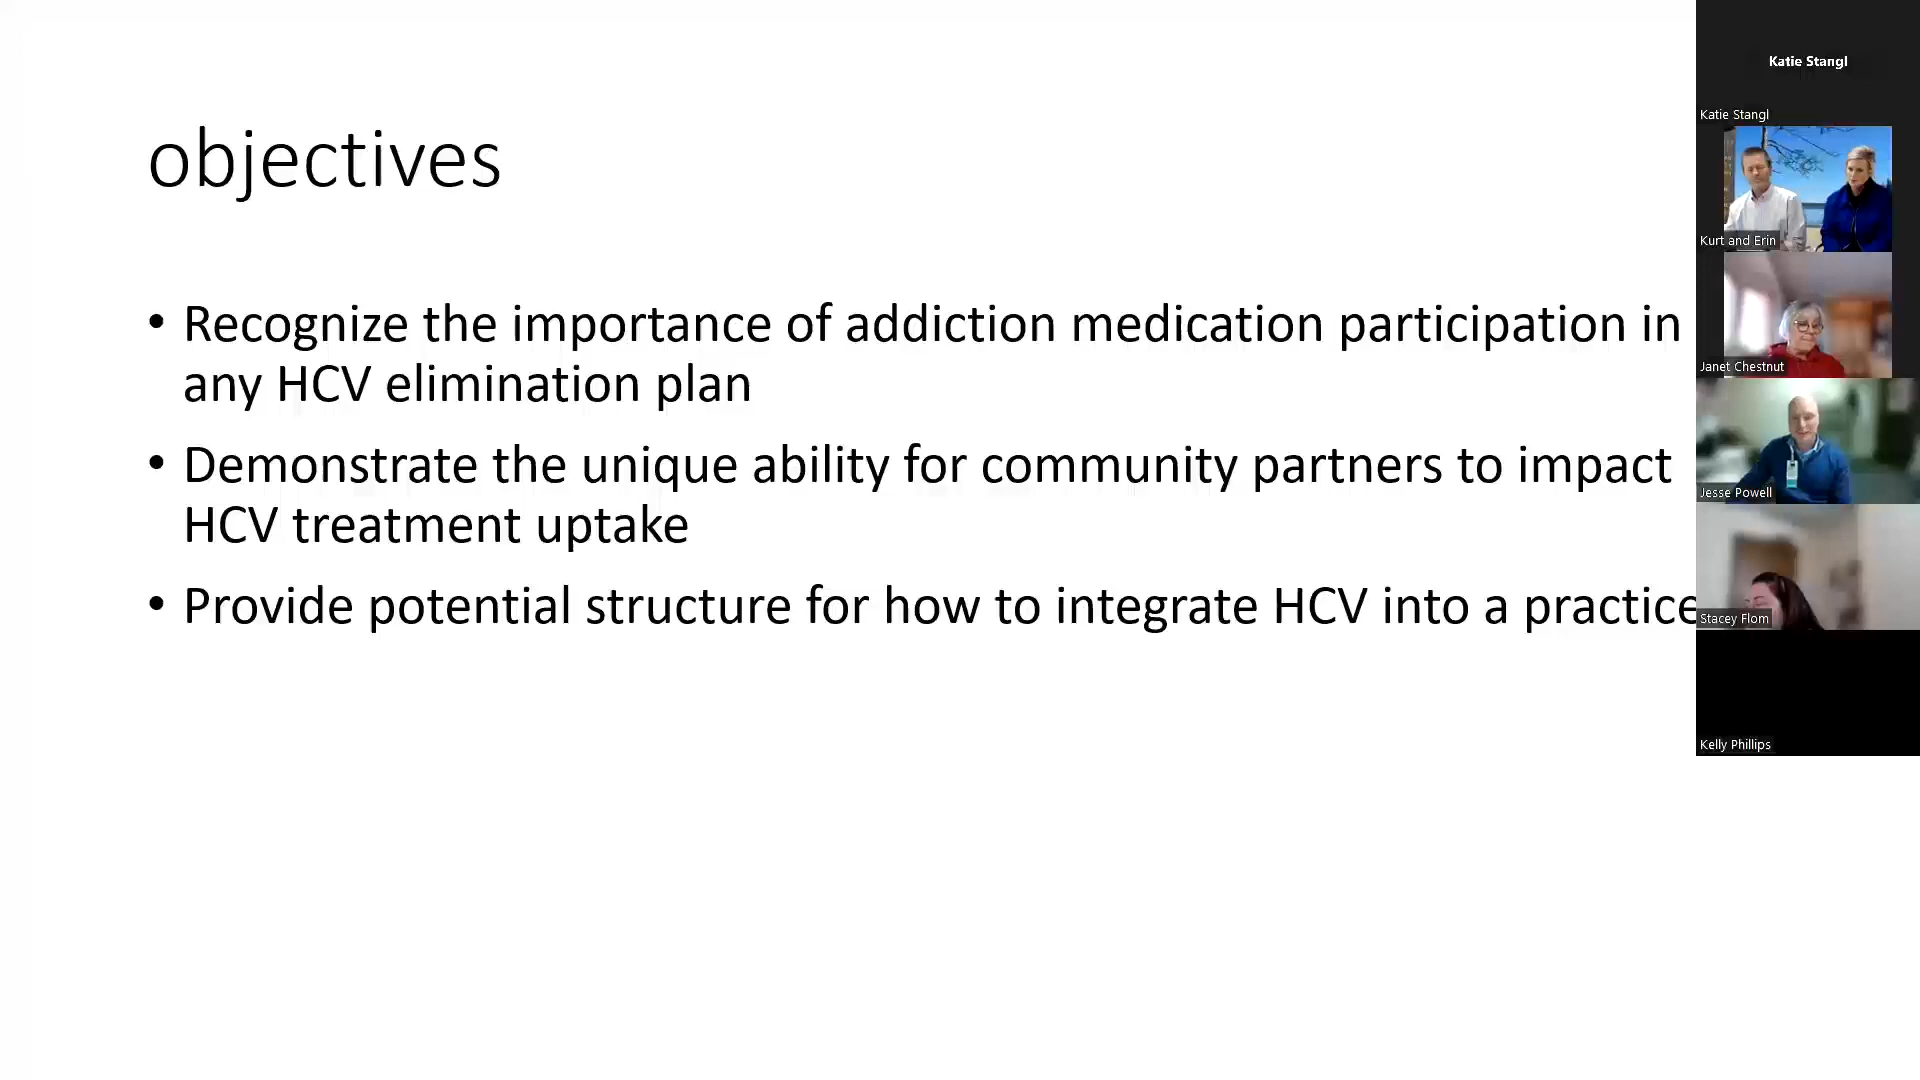 objectives
• Recognize the importance of addiction medication participation in
any HCV elimination plan
• Demonstrate the unique ability for community partners to impact
HCV treatment uptake
• Provide potential structure for how to integrate HCV into a practice
Katie Stangl
Katie Stangl
Kurt and Erin
Janet Chestnut
Jesse Powell
Stacey Flom
Kelly Phillips